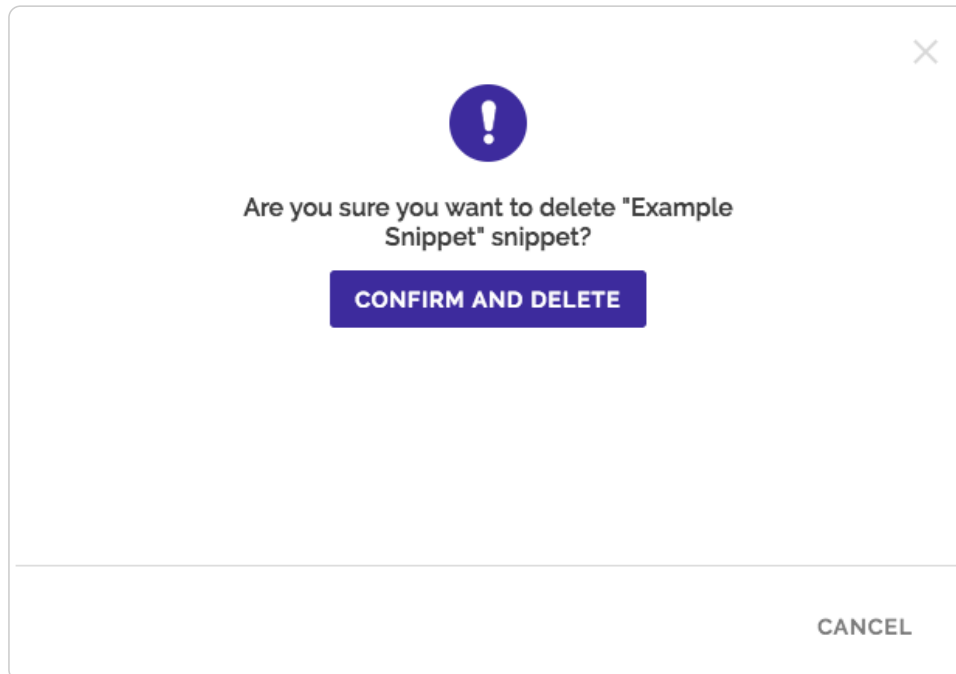 Are you sure you want to delete "Example
Snippet" snippet?
CONFIRM AND DELETE
CANCEL